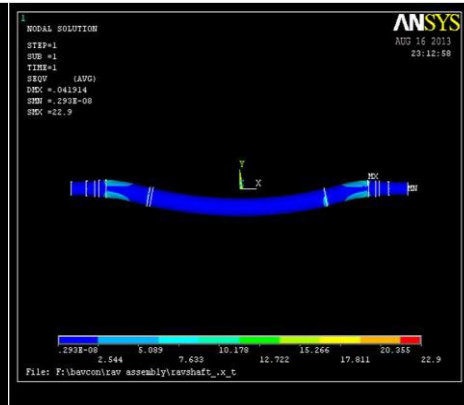 1
NODAL SOLUTION
ANSYS
AUG 16 2013
23:12:58
STEP=1
SUB =1
TIME=1
SEQV (AVG)
DMX =.041914
SMN =.293E-08
SMX =22.9
Y
X
MX
MN
.293E-08 5.089 10.178 15.266 20.355
2.544 7.633 12.722 17.811 22.9
File: F:\bavcon\rav assembly\ravshaft_.x_t